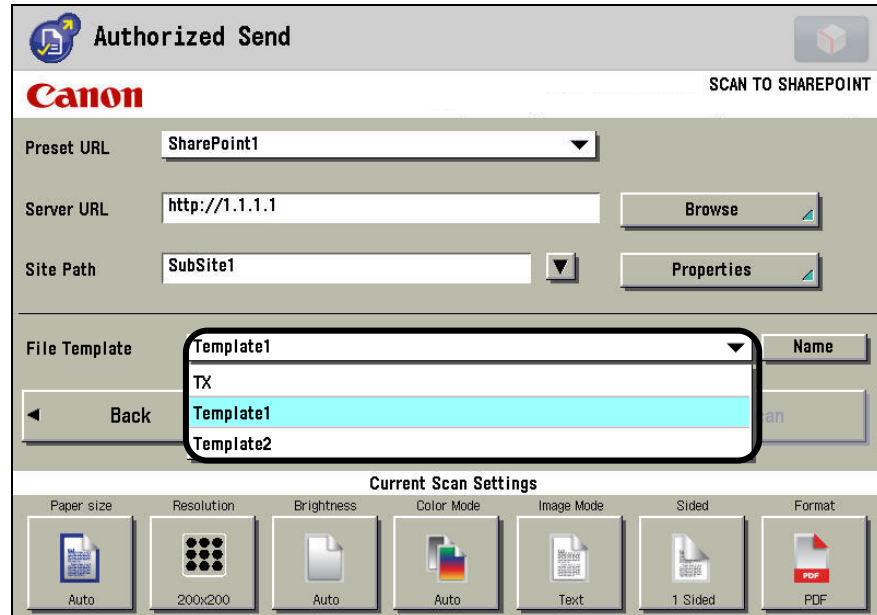 Authorized Send
Canon
SCAN TO SHAREPOINT
Preset URL SharePoint1
Server URL http://1.1.1.1 Browse
Site Path SubSite1 Properties
File Template Template1 Name
TX
Back Template1 an
Template2
Current Scan Settings
Paper size Resolution Brightness Color Mode Image Mode Sided Format
PDF
Auto 200x200 Auto Auto Text 1 Sided PDF